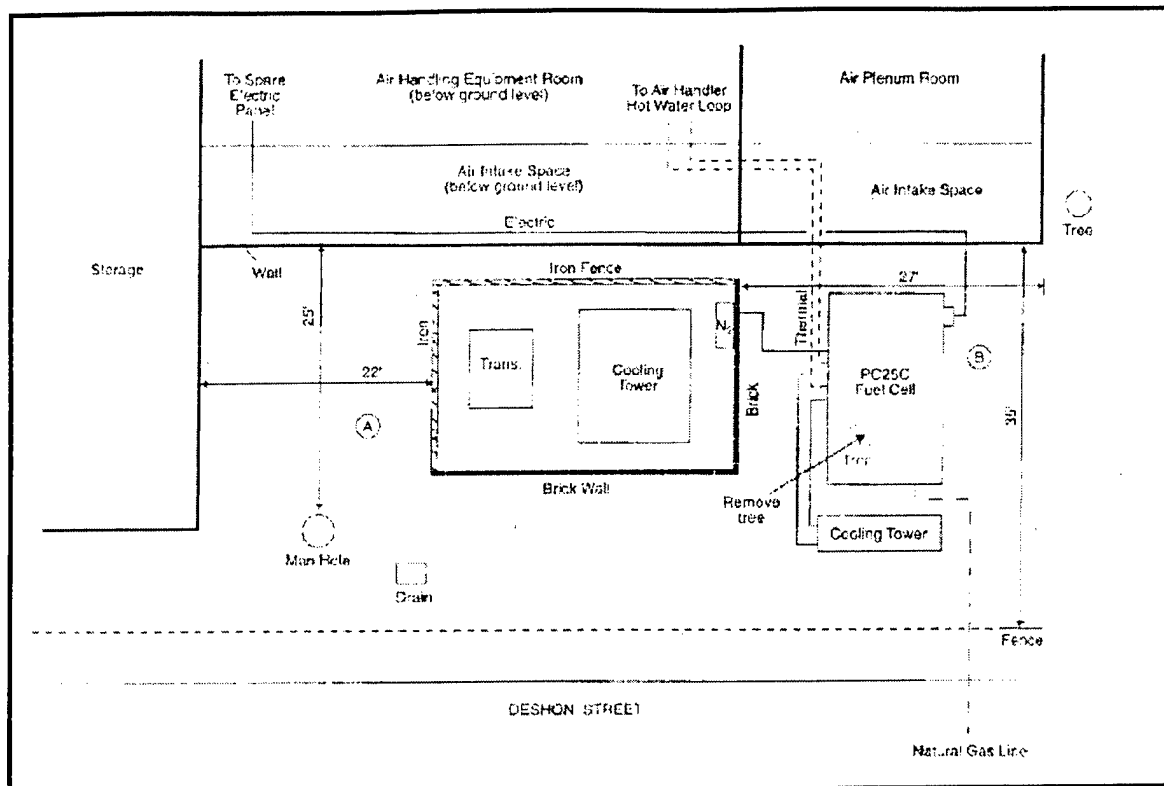 To Spare
Electric
Panel
Air Handling Equipment Room
(below ground level)
To Air Handler
Hot Water Loop
Air Plenum Room
Air Intake Space
(below ground level)
Air Intake Space
Electric
Tree
Storage
Wall
Iron Fence
27'
25'
Iron
N2
Thermal
Trans.
Cooling
Tower
PC25C
Fuel Cell
B
22'
Brick
35'
A
Tree
Brick Wall
Remove
tree
Cooling Tower
Man Hole
Drain
Fence
DESHON STREET
Natural Gas Line